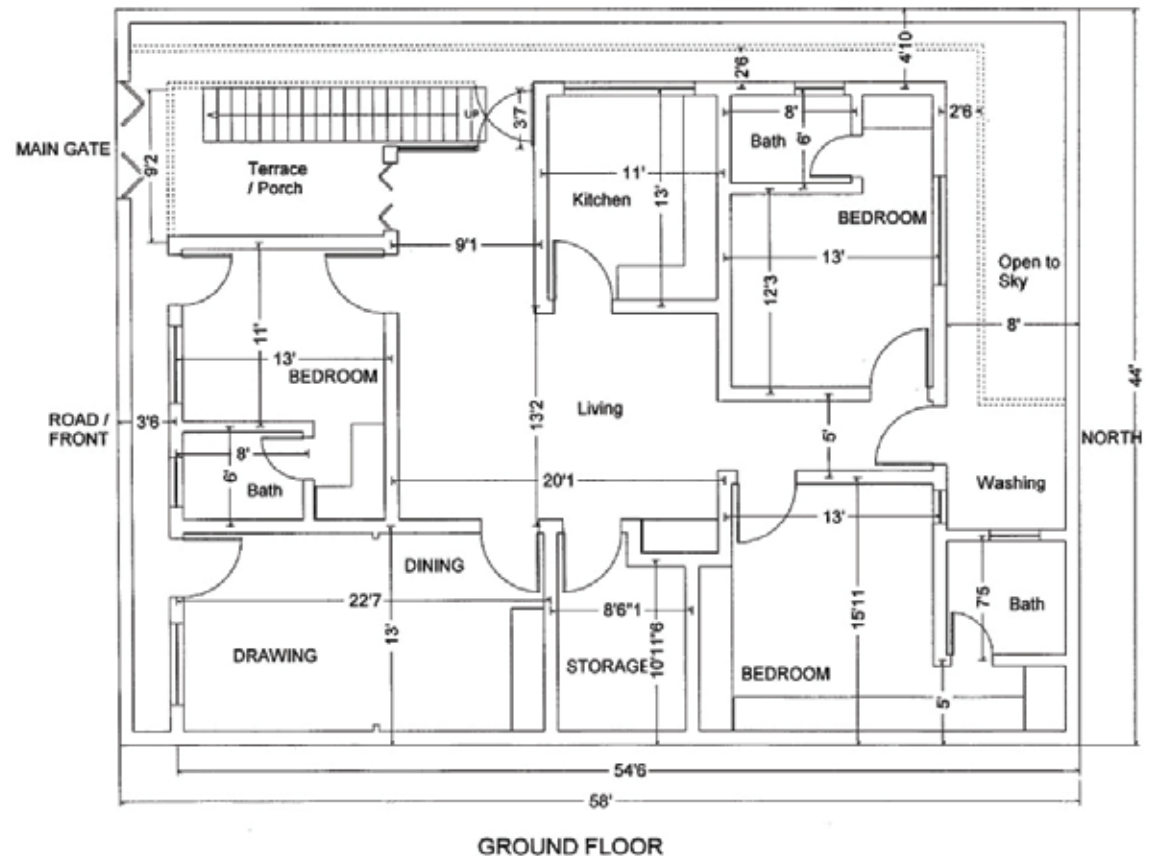 4'10
2'6
UP
3'7
8'
2'6
MAIN GATE
9'2
Terrace
/ Porch
Bath
6'
11'
Kitchen
13'
BEDROOM
9'1
13'
12'3
Open to
Sky
8'
11'
13'
BEDROOM
44'
ROAD /
FRONT
3'6
Living
13'2
5'
NORTH
8'
6'
Bath
20'1
Washing
13'
DINING
22'7
13'
8'6"1
10'11"6
15'11
7'5
Bath
DRAWING
STORAGE
BEDROOM
5'
54'6
58'
GROUND FLOOR